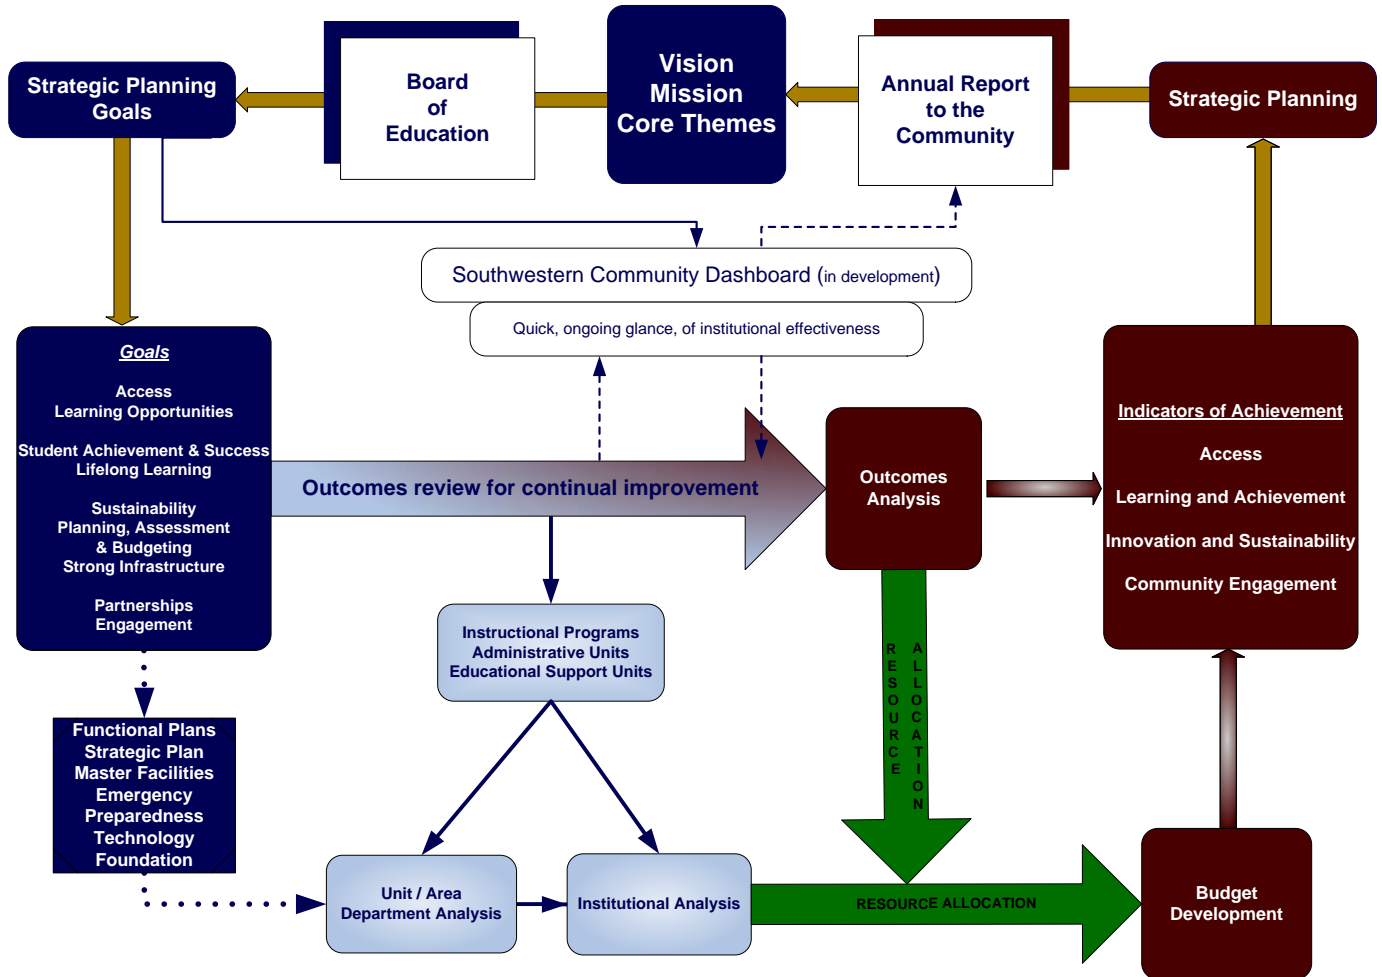 Strategic Planning
Goals
Board
of
Education
Vision
Mission
Core Themes
Annual Report
to the
Community
Strategic Planning
Southwestern Community Dashboard (in development)
Quick, ongoing glance, of institutional effectiveness
Goals
Access
Learning Opportunities
Student Achievement & Success
Lifelong Learning
Sustainability
Planning, Assessment
& Budgeting
Strong Infrastructure
Partnerships
Engagement
Outcomes review for continual improvement
Outcomes
Analysis
Indicators of Achievement
Access
Learning and Achievement
Innovation and Sustainability
Community Engagement
Instructional Programs
Administrative Units
Educational Support Units
RESOURCE
ALLOCATION
Functional Plans
Strategic Plan
Master Facilities
Emergency
Preparedness
Technology
Foundation
Unit / Area
Department Analysis
Institutional Analysis
RESOURCE ALLOCATION
Budget
Development